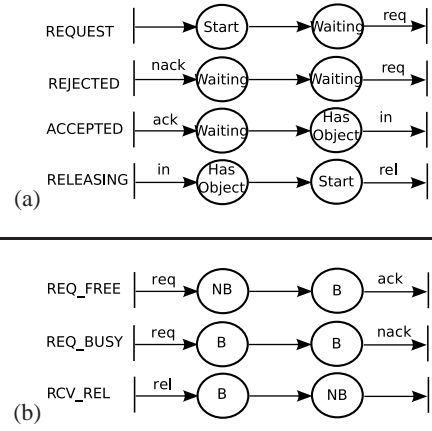 REQUEST Start Waiting req
REJECTED nack Waiting Waiting req
ACCEPTED ack Waiting Has Object in
RELEASING in Has Object Start rel
(a)
REQ_FREE req NB B ack
REQ_BUSY req B B nack
RCV_REL rel B NB
(b)